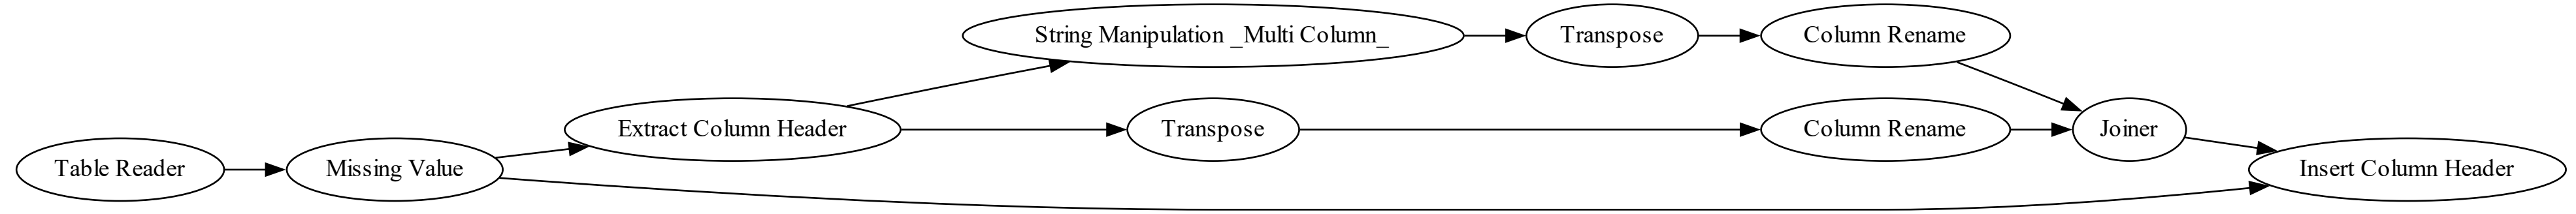 String Manipulation _Multi Column_
Transpose
Column Rename
Extract Column Header
Transpose
Column Rename
Joiner
Table Reader
Missing Value
Insert Column Header